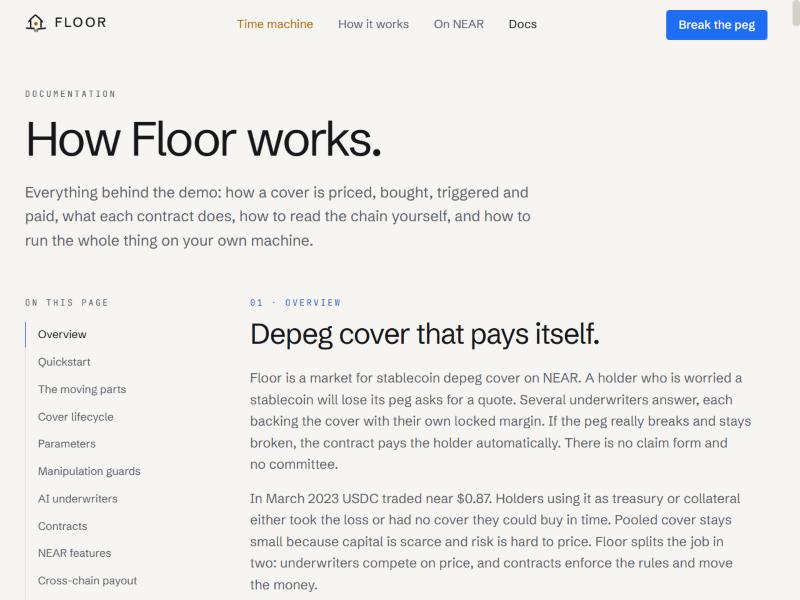 FLOOR
Time machine
How it works
On NEAR
Docs
Break the peg
DOCUMENTATION
How Floor works.
Everything behind the demo: how a cover is priced, bought, triggered and
paid, what each contract does, how to read the chain yourself, and how to
run the whole thing on your own machine.
ON THIS PAGE
Overview
Quickstart
The moving parts
Cover lifecycle
Parameters
Manipulation guards
AI underwriters
Contracts
NEAR features
Cross-chain payout
01 · OVERVIEW
Depeg cover that pays itself.
Floor is a market for stablecoin depeg cover on NEAR. A holder who is worried a
stablecoin will lose its peg asks for a quote. Several underwriters answer, each
backing the cover with their own locked margin. If the peg really breaks and stays
broken, the contract pays the holder automatically. There is no claim form and
no committee.
In March 2023 USDC traded near $0.87. Holders using it as treasury or collateral
either took the loss or had no cover they could buy in time. Pooled cover stays
small because capital is scarce and risk is hard to price. Floor splits the job in
two: underwriters compete on price, and contracts enforce the rules and move
the money.